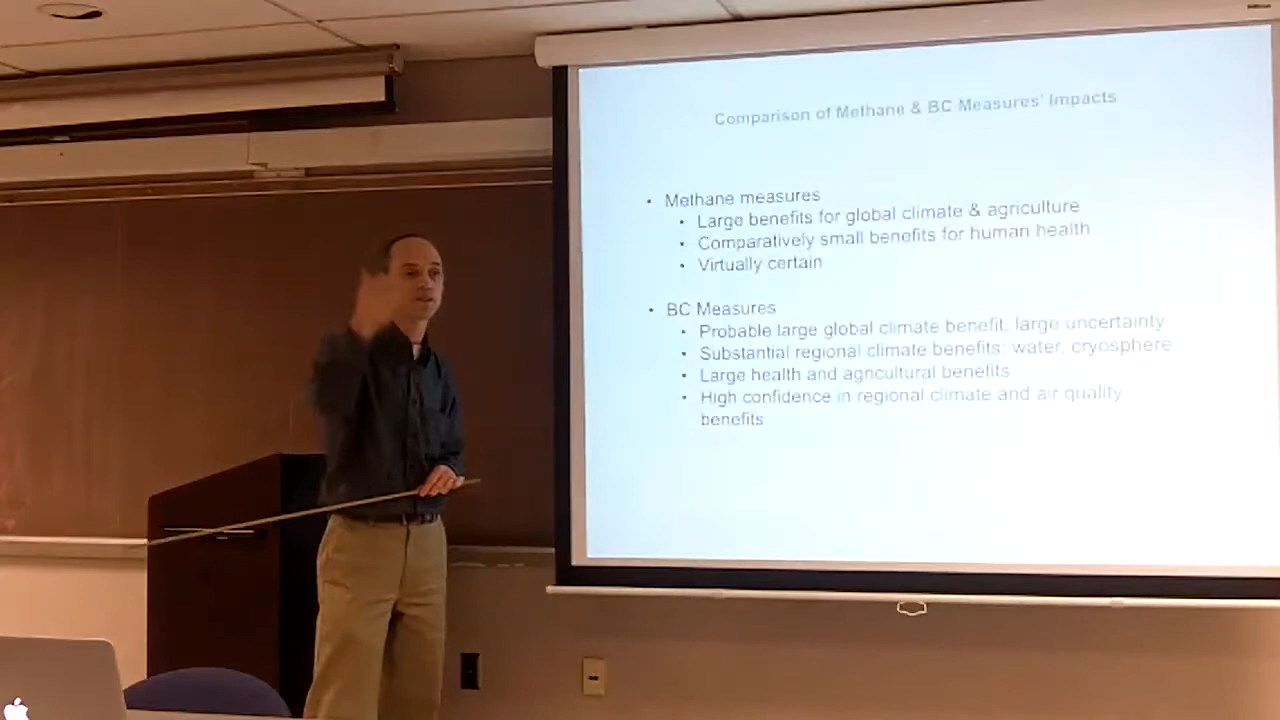 Comparison of Methane & BC Measures' Impacts
• Methane measures
• Large benefits for global climate & agriculture
• Comparatively small benefits for human health
• Virtually certain
• BC Measures
• Probable large global climate benefit, large uncertainty
• Substantial regional climate benefits: water, cryosphere
• Large health and agricultural benefits
• High confidence in regional climate and air quality
benefits